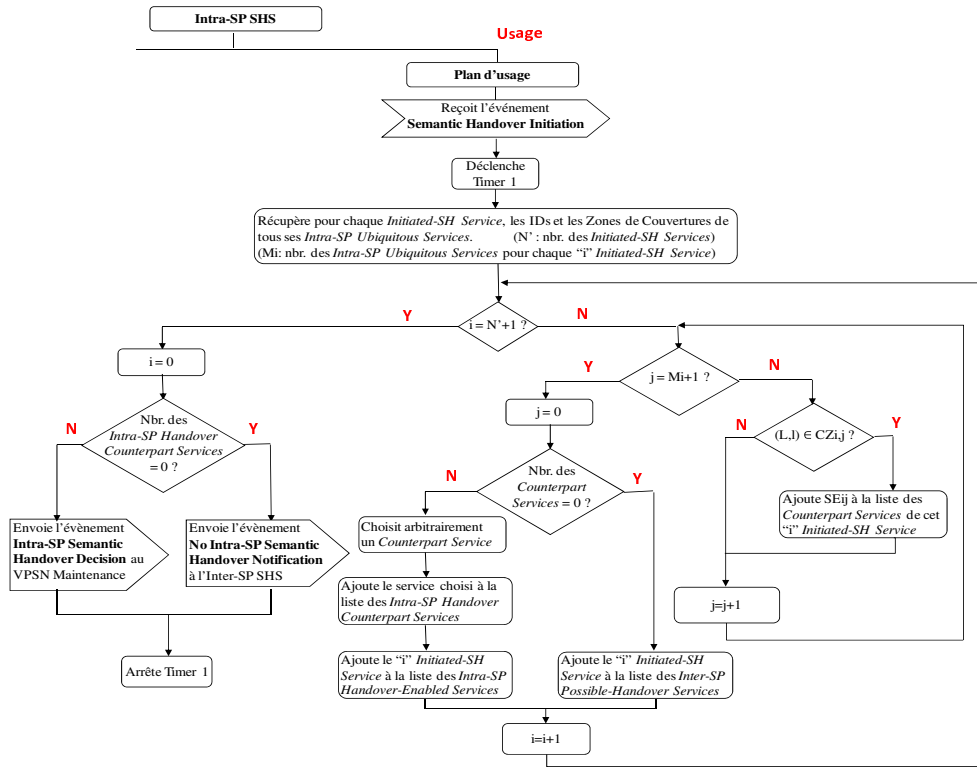 Intra-SP SHS
Usage
Plan d'usage
Reçoit l'événement
Semantic Handover Initiation
Déclenche
Timer 1
Récupère pour chaque Initiated-SH Service, les IDs et les Zones de Couvertures de
tous ses Intra-SP Ubiquitous Services. (N' : nbr. des Initiated-SH Services)
(Mi: nbr. des Intra-SP Ubiquitous Services pour chaque "i" Initiated-SH Service)
Y
i = N'+1 ?
N
i = 0
Y
j = Mi+1 ?
N
j = 0
N
Nbr. des
Intra-SP Handover
Counterpart Services
= 0 ?
Y
N
(L,l) ∈ CZi,j ?
Y
N
Nbr. des
Counterpart
Services = 0 ?
Y
Ajoute SEij à la liste des
Counterpart Services de cet
"i" Initiated-SH Service
Envoie l'évènement
Intra-SP Semantic
Handover Decision au
VPSN Maintenance
Envoie l'évènement
No Intra-SP Semantic
Handover Notification
à l'Inter-SP SHS
Choisit arbitrairement
un Counterpart Service
Ajoute le service choisi à la
liste des Intra-SP Handover
Counterpart Services
j=j+1
Arrête Timer 1
Ajoute le "i" Initiated-SH
Service à la liste des Intra-SP
Handover-Enabled Services
Ajoute le "i" Initiated-SH
Service à la liste des Inter-SP
Possible-Handover Services
i=i+1